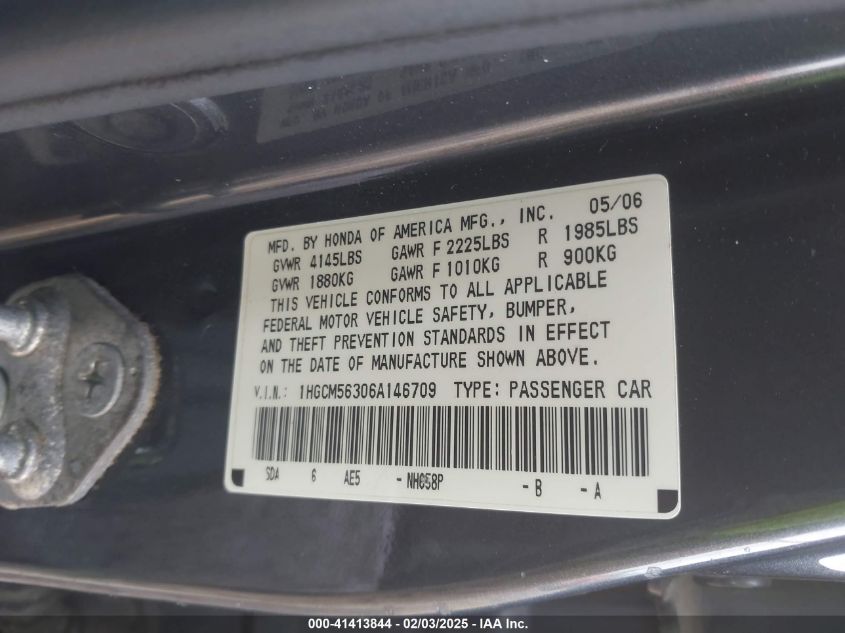 MFD. BY HONDA OF AMERICA MFG., INC. 05/06
GVWR 4145LBS GAWR F 2225LBS R 1985LBS
GVWR 1880KG GAWR F 1010KG R 900KG
THIS VEHICLE CONFORMS TO ALL APPLICABLE
FEDERAL MOTOR VEHICLE SAFETY, BUMPER,
AND THEFT PREVENTION STANDARDS IN EFFECT
ON THE DATE OF MANUFACTURE SHOWN ABOVE.
V.I.N.: 1HGCM56306A146709 TYPE: PASSENGER CAR
SDA 6 AE5 -NHC58P -B -A
000-41413844 - 02/03/2025 - IAA Inc.